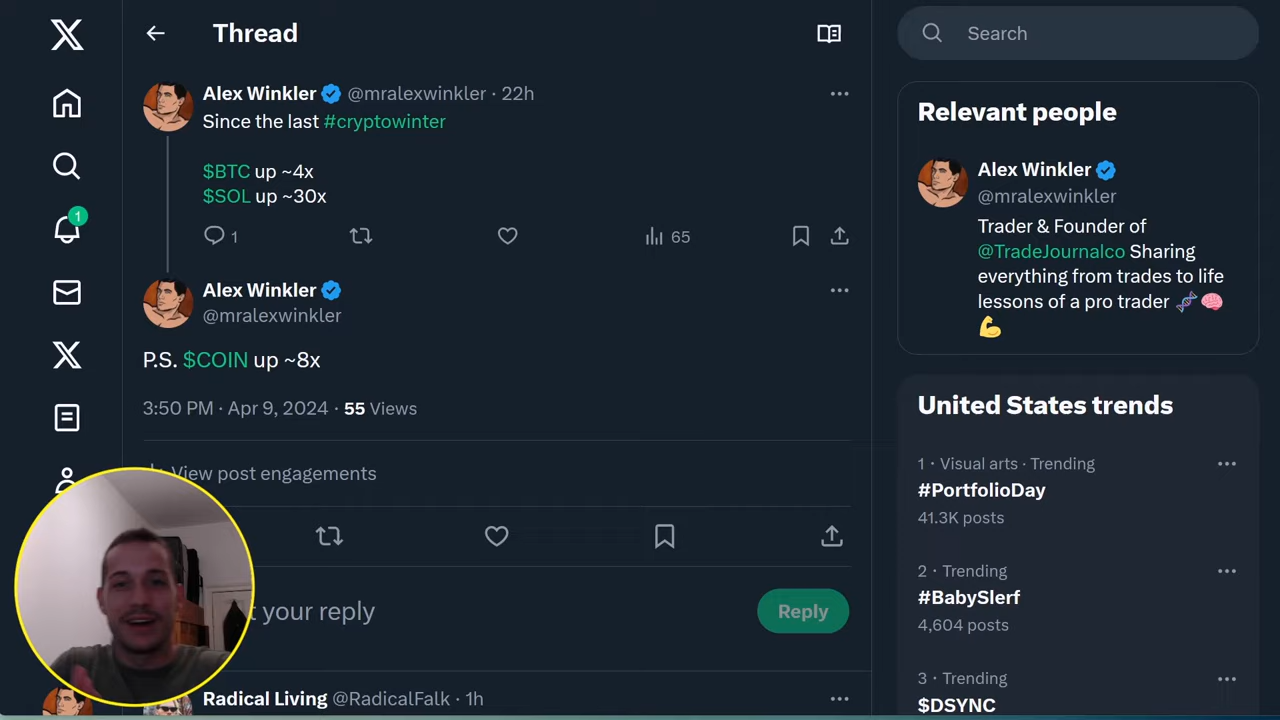 Thread
Alex Winkler @mralexwinkler · 22h
Since the last #cryptowinter
$BTC up ~4x
$SOL up ~30x
1
65
Alex Winkler
@mralexwinkler
P.S. $COIN up ~8x
3:50 PM · Apr 9, 2024 · 55 Views
View post engagements
your reply
Reply
Radical Living @RadicalFalk · 1h
1
Search
Relevant people
Alex Winkler
@mralexwinkler
Trader & Founder of
@TradeJournalco Sharing
everything from trades to life
lessons of a pro trader 🧬🧠
💪
United States trends
1 · Visual arts · Trending
#PortfolioDay
41.3K posts
2 · Trending
#BabySlerf
4,604 posts
3 · Trending
$DSYNC